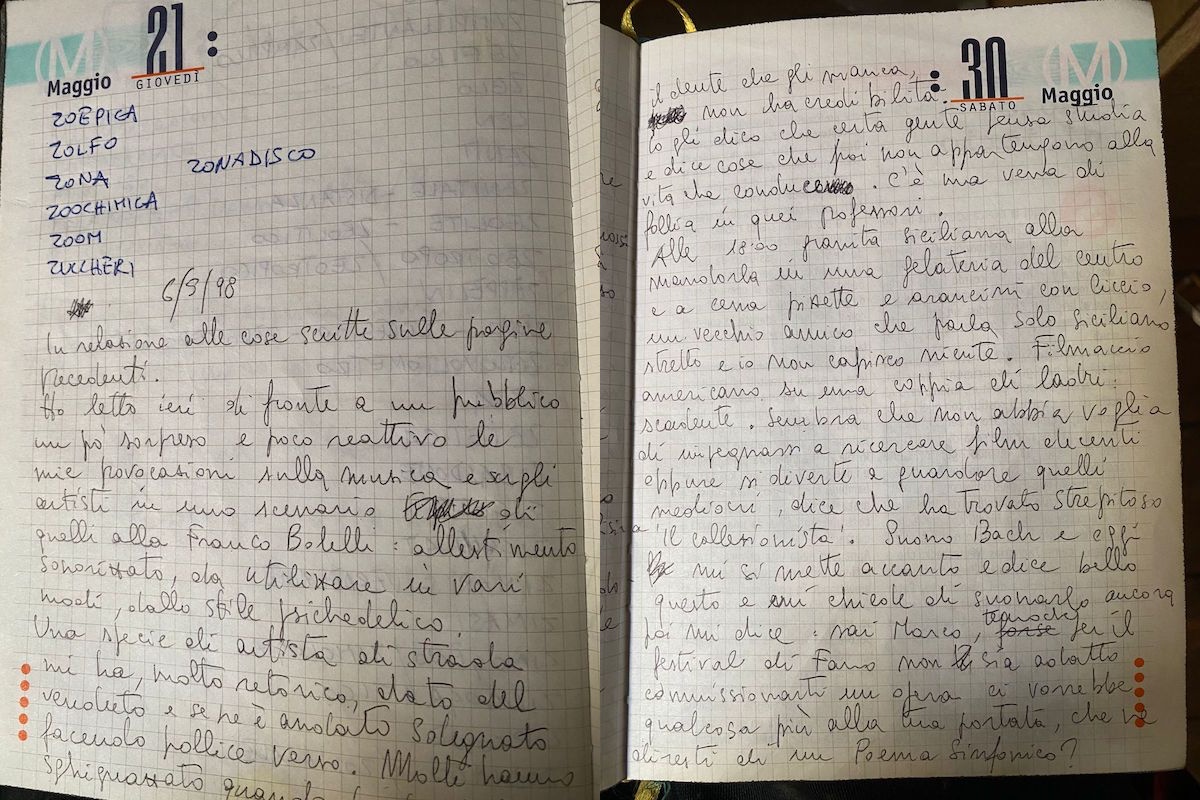 (M)
Maggio
21
GIOVEDÌ
ZOEPICA
ZOLFO
ZONA
ZONADISCO
ZOOCHIMICA
ZOOM
ZUCCHERI
6/9/98
In relazione alle cose scritte sulle pagine
precedenti.
Ho letto ieri di fronte a un pubblico
un pò sorpreso e poco reattivo le
mie provocazioni sulla musica e sugli
artisti in uno scenario di
quelli alla Franco Bolelli: allestimento
sonorizzato, da utilizzare in vari
modi, dallo stile psichedelico.
Una specie di artista di strada
mi ha, molto retorico, dato del
venduto e se ne è andato sdegnato
facendo pollice verso. Molti hanno
sghignazzato quando
30
SABATO
(M)
Maggio
il dente che gli manca,
non ha credibilità.
Io gli dico che certa gente pensa studia
e dice cose che poi non appartengono alla
vita che conduce. C'è una vena di
follia in quei professori.
Alle 18:00 granita siciliana alla
mandorla in una gelateria del centro
e a cena pizzette e arancini con Ciccio,
un vecchio amico che parla solo siciliano
stretto e io non capisco niente. Filmaccio
americano su una coppia di ladri:
scadente. Sembra che non abbia voglia
di impegnarsi a ricercare film decenti
oppure si diverte a guardare quelli
mediocri, dice che ha trovato strepitoso
'Il collezionista'. Suono Bach e oggi
mi si mette accanto e dice bello
questo e mi chiede di suonarlo ancora
poi mi dice: sai Marco, temo che
forse per il
festival di Fano non sia adatto
commissionarti un opera ci vorrebbe
qualcosa più alla tua portata, che ne
diresti di un Poema Sinfonico?